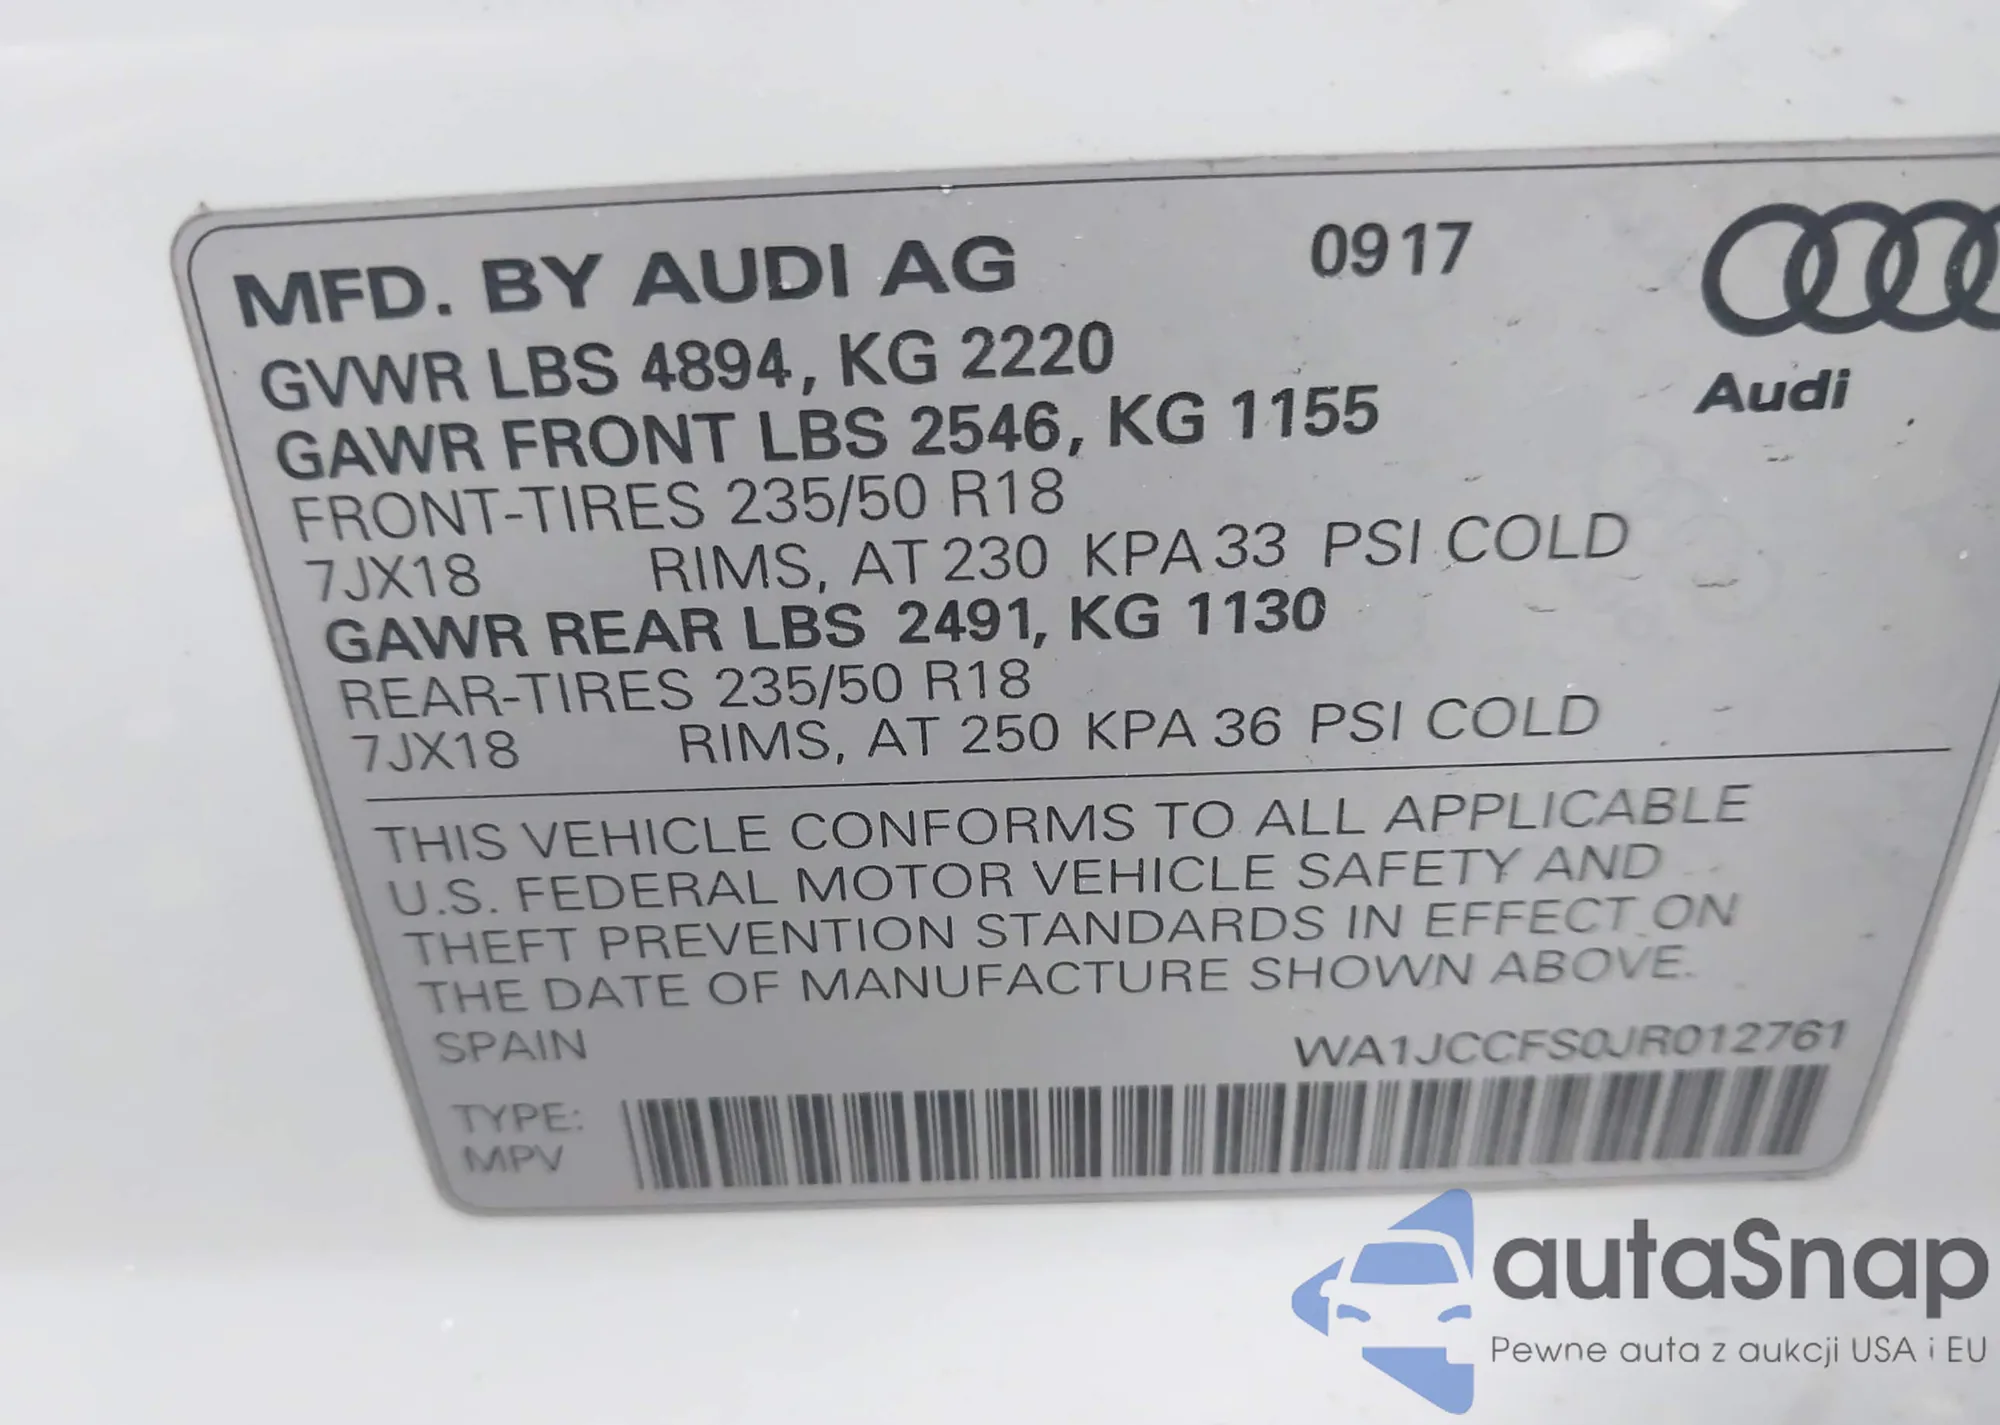 MFD. BY AUDI AG 0917
GVWR LBS 4894, KG 2220
GAWR FRONT LBS 2546, KG 1155
Audi
FRONT-TIRES 235/50 R18
7JX18 RIMS, AT 230 KPA 33 PSI COLD
GAWR REAR LBS 2491, KG 1130
REAR-TIRES 235/50 R18
7JX18 RIMS, AT 250 KPA 36 PSI COLD
THIS VEHICLE CONFORMS TO ALL APPLICABLE
U.S. FEDERAL MOTOR VEHICLE SAFETY AND
THEFT PREVENTION STANDARDS IN EFFECT ON
THE DATE OF MANUFACTURE SHOWN ABOVE.
SPAIN WA1JCCFS0JR012761
TYPE:
MPV
autaSnap
Pewne auta z aukcji USA i EU